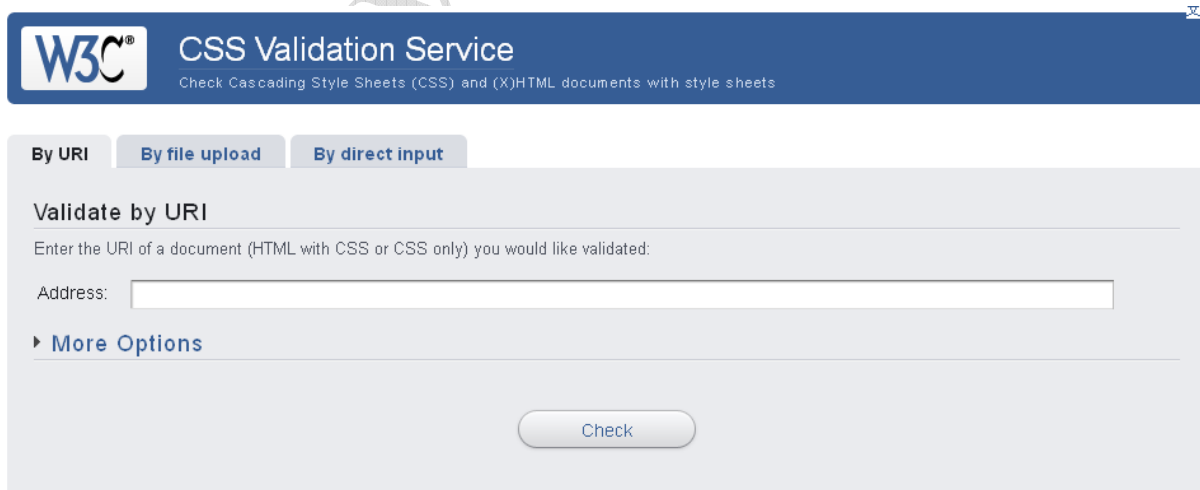 文
W3C®
CSS Validation Service
Check Cascading Style Sheets (CSS) and (X)HTML documents with style sheets
By URI By file upload By direct input
Validate by URI
Enter the URI of a document (HTML with CSS or CSS only) you would like validated:
Address:
More Options
Check